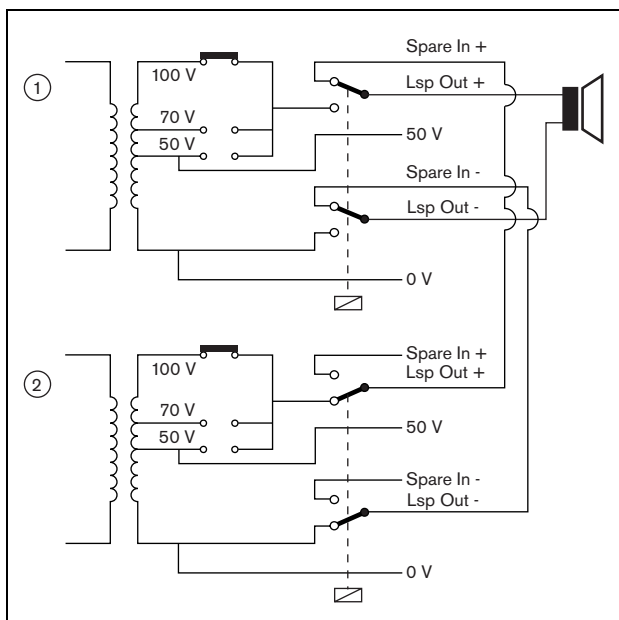 Spare In +
1
100 V
Lsp Out +
70 V
50 V
50 V
Spare In -
Lsp Out -
0 V
2
100 V
Spare In +
Lsp Out +
70 V
50 V
50 V
Spare In -
Lsp Out -
0 V